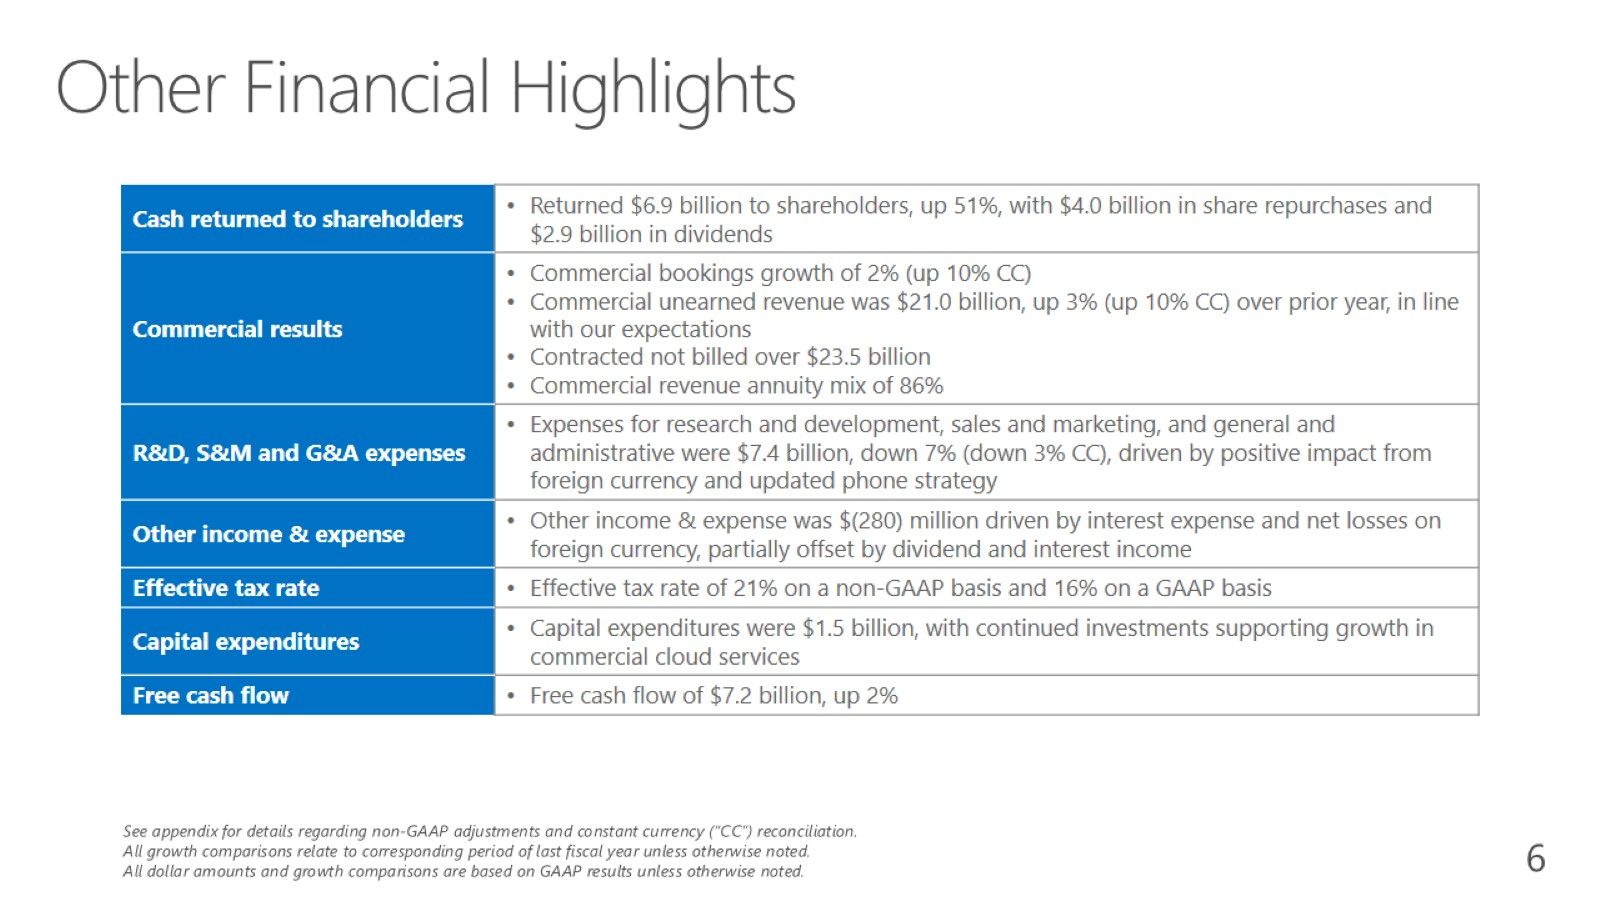 Other Financial Highlights
Cash returned to shareholders
• Returned $6.9 billion to shareholders, up 51%, with $4.0 billion in share repurchases and
$2.9 billion in dividends
Commercial results
• Commercial bookings growth of 2% (up 10% CC)
• Commercial unearned revenue was $21.0 billion, up 3% (up 10% CC) over prior year, in line
with our expectations
• Contracted not billed over $23.5 billion
• Commercial revenue annuity mix of 86%
R&D, S&M and G&A expenses
• Expenses for research and development, sales and marketing, and general and
administrative were $7.4 billion, down 7% (down 3% CC), driven by positive impact from
foreign currency and updated phone strategy
Other income & expense
• Other income & expense was $(280) million driven by interest expense and net losses on
foreign currency, partially offset by dividend and interest income
Effective tax rate
• Effective tax rate of 21% on a non-GAAP basis and 16% on a GAAP basis
Capital expenditures
• Capital expenditures were $1.5 billion, with continued investments supporting growth in
commercial cloud services
Free cash flow
• Free cash flow of $7.2 billion, up 2%
See appendix for details regarding non-GAAP adjustments and constant currency ("CC") reconciliation.
All growth comparisons relate to corresponding period of last fiscal year unless otherwise noted.
All dollar amounts and growth comparisons are based on GAAP results unless otherwise noted.
6